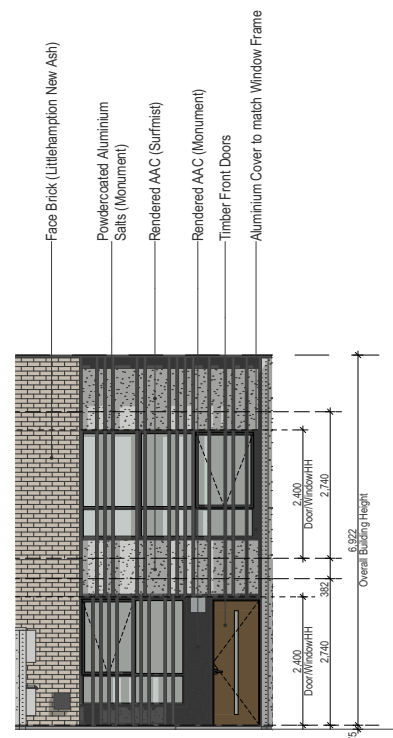 Face Brick (Littlehampton New Ash)
Powdercoated Aluminium
Salts (Monument)
Rendered AAC (Surfmist)
Rendered AAC (Monument)
Timber Front Doors
Aluminium Cover to match Window Frame
2,400
Door/WindowHH
2,400
Door/WindowHH
2,740
382
2,740
6,922
Overall Building Height